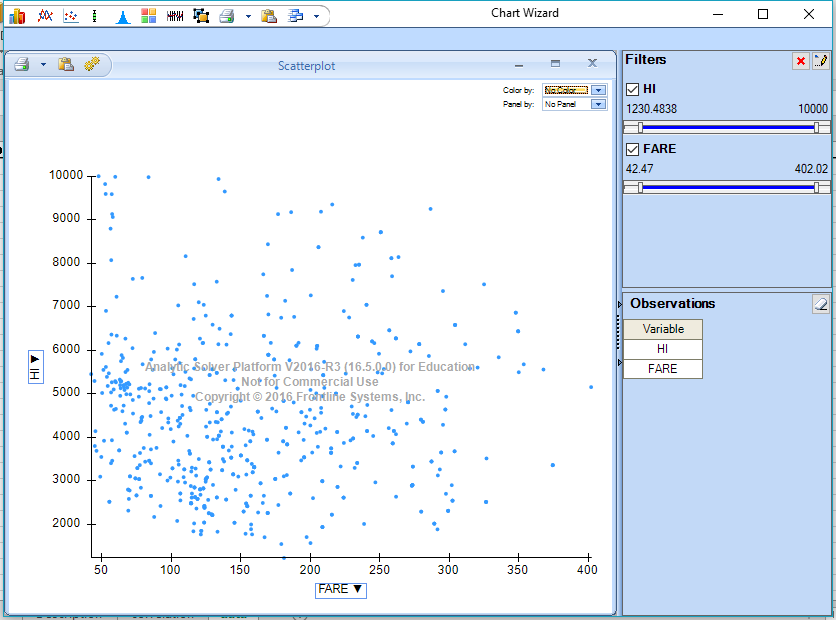 Chart Wizard
Scatterplot
Color by: No Color
Panel by: No Panel
10000
9000
8000
7000
6000
5000
4000
3000
2000
HI
Analytic Solver Platform V2016-R3 (16.5.0.0) for Education
Not for Commercial Use
Copyright © 2016 Frontline Systems, Inc.
50 100 150 200 250 300 350 400
FARE ▼
Filters
HI
1230.4838 10000
FARE
42.47 402.02
Observations
Variable
HI
FARE